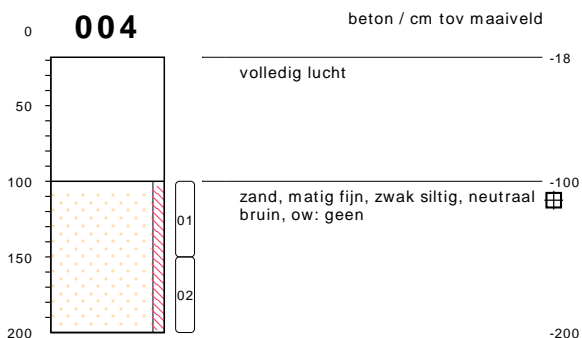 004
beton / cm tov maaiveld
0
-18
volledig lucht
50
100
-100
zand, matig fijn, zwak siltig, neutraal
bruin, ow: geen
01
150
02
200
-200